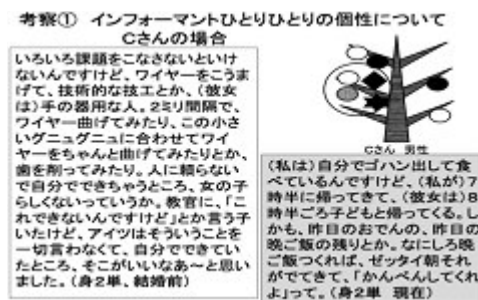 考察① インフォーマントひとりひとりの個性について
Cさんの場合
いろいろ課題をこなさないといけ
ないんですけど、ワイヤーをこうま
げて、技術的な技工とか、(彼女
は)手の器用な人。2ミリ間隔で、
ワイヤー曲げてみたり、この小さ
いグニュグニュに合わせてワイ
ヤーをちゃんと曲げてみたりとか、
歯を削ってみたり。人に頼らない
で自分でできちゃうところ、女の子
らしくないっていうか。教官に、「こ
れできないんですけど」とか言う子
いたけど、アイツはそういうことを
一切言わなくて、自分でできてい
たところ、そこがいいなあ~と思い
ました。(身2単、結婚前)
Cさん 男性
(私は)自分でゴハン出して食
べているんですけど、(私が)7
時半に帰ってきて、(彼女は)8
時半ごろ子どもと帰ってくる。し
かも、昨日のおでんの、昨日の
晩ご飯の残りとか。なにしろ晩
ご飯つくれば、ゼッタイ朝それ
がでてきて、「かんべんしてくれ
よ」って。(身2単 現在)